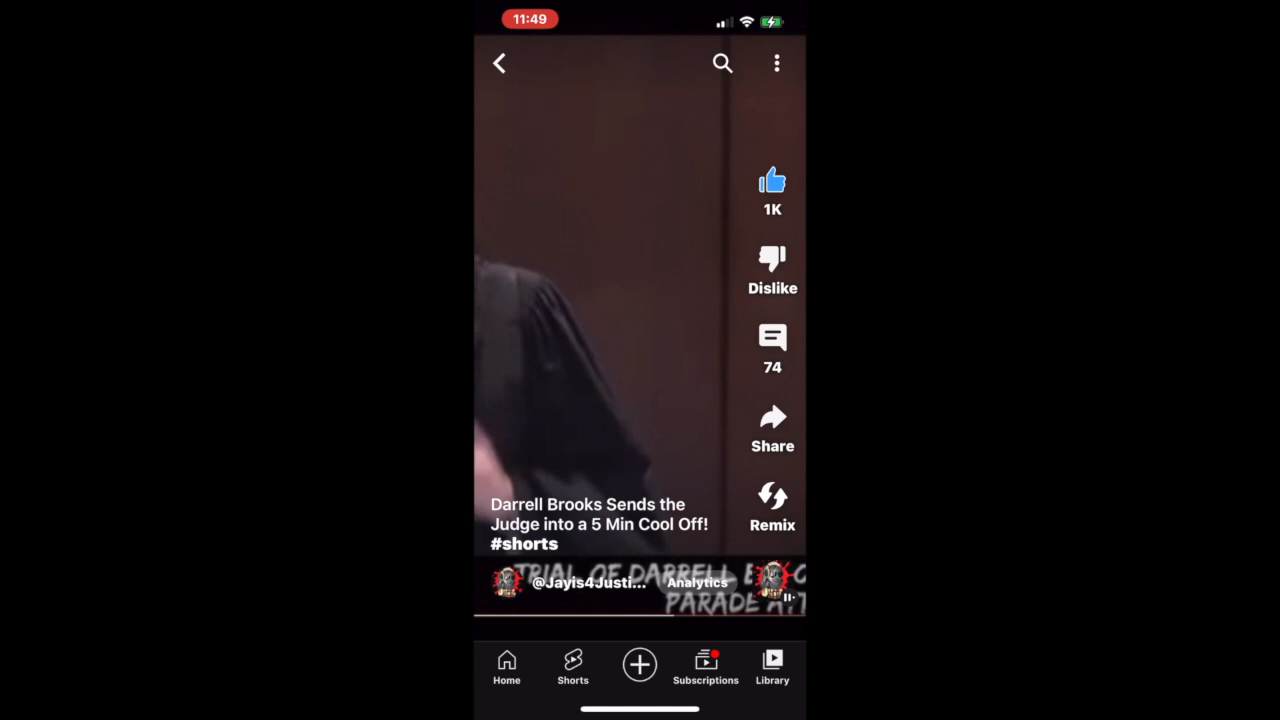 11:49
1K
Dislike
74
Share
Remix
Darrell Brooks Sends the
Judge into a 5 Min Cool Off!
#shorts
TRIAL OF DARRELL
@Jayis4Justi...
Analytics
PARADE
Home
Shorts
Subscriptions
Library